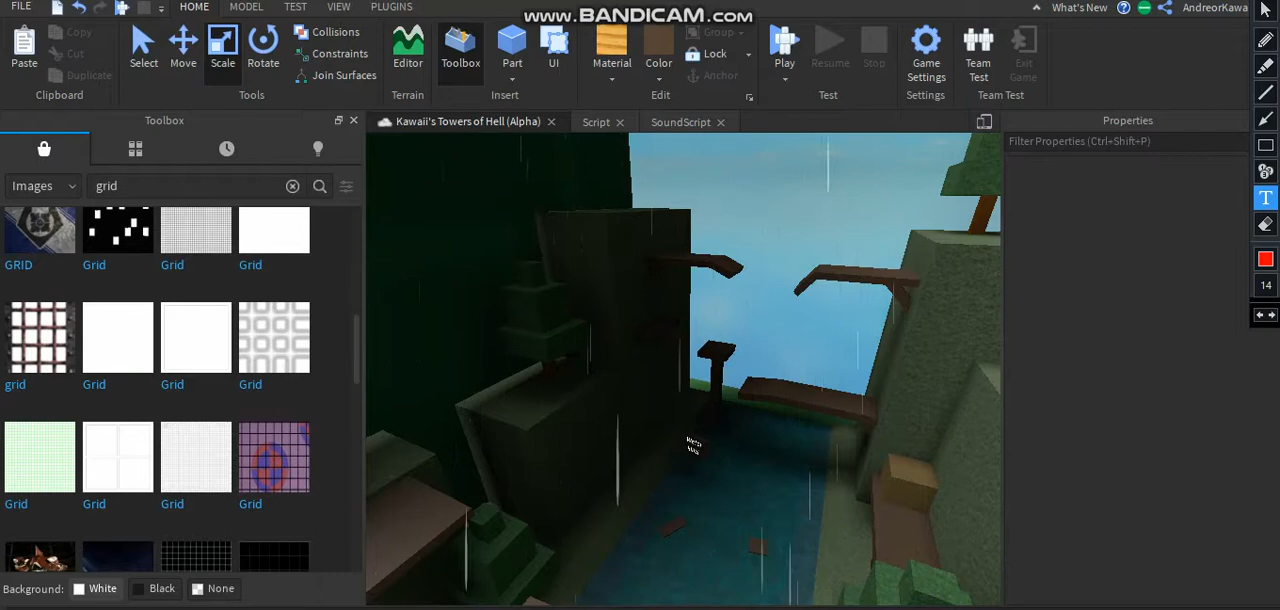 www.BANDICAM.com
FILE HOME MODEL TEST VIEW PLUGINS What's New AndreorKawa
Copy Collisions Group
Cut Constraints Lock
Duplicate Join Surfaces Anchor
Paste Select Move Scale Rotate Editor Toolbox Part UI Material Color Play Resume Stop Game Settings Team Test Exit Game
Clipboard Tools Terrain Insert Edit Test Settings Team Test
Toolbox Kawaii's Towers of Hell (Alpha) Script SoundScript Properties
Filter Properties (Ctrl+Shift+P)
Images grid
T
14
GRID Grid Grid Grid
grid Grid Grid Grid
Grid Grid Grid Grid
Background: White Black None